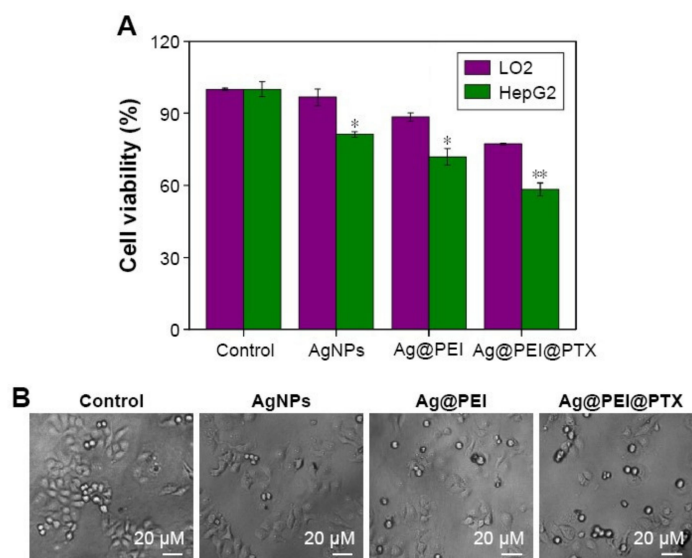 A
120
90
60
30
0
Cell viability (%)
LO2
HepG2
*
*
**
Control AgNPs Ag@PEI Ag@PEI@PTX
B
Control AgNPs Ag@PEI Ag@PEI@PTX
20 μM 20 μM 20 μM 20 μM